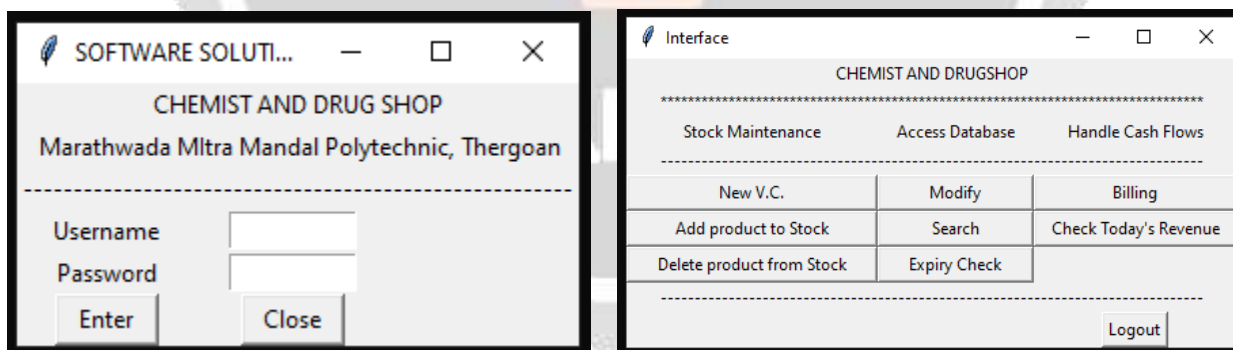 SOFTWARE SOLUTI...
CHEMIST AND DRUG SHOP
Marathwada MItra Mandal Polytechnic, Thergoan
------------------------------------------------------------
Username
Password
Enter Close
Interface
CHEMIST AND DRUGSHOP
********************************************************************************
Stock Maintenance Access Database Handle Cash Flows
--------------------------------------------------------------------------------
New V.C. Modify Billing
Add product to Stock Search Check Today's Revenue
Delete product from Stock Expiry Check
--------------------------------------------------------------------------------
Logout